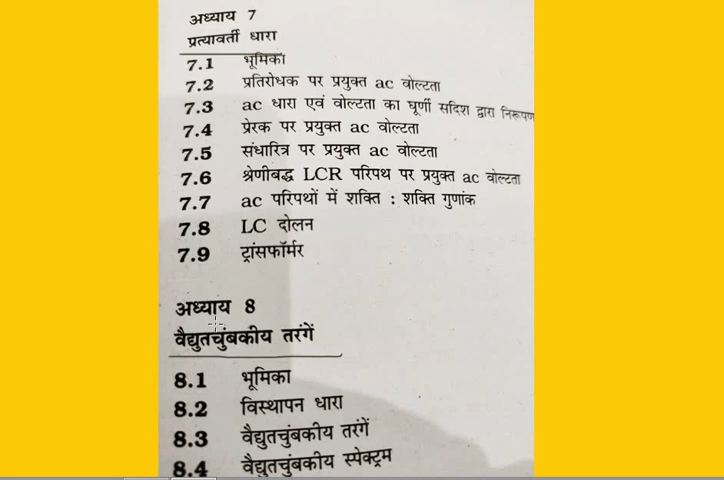 अध्याय 7
प्रत्यावर्ती धारा
7.1 भूमिका
7.2 प्रतिरोधक पर प्रयुक्त ac वोल्टता
7.3 ac धारा एवं वोल्टता का घूर्णी सदिश द्वारा निरूपण
7.4 प्रेरक पर प्रयुक्त ac वोल्टता
7.5 संधारित्र पर प्रयुक्त ac वोल्टता
7.6 श्रेणीबद्ध LCR परिपथ पर प्रयुक्त ac वोल्टता
7.7 ac परिपथों में शक्ति : शक्ति गुणांक
7.8 LC दोलन
7.9 ट्रांसफॉर्मर
अध्याय 8
वैद्युतचुंबकीय तरंगें
8.1 भूमिका
8.2 विस्थापन धारा
8.3 वैद्युतचुंबकीय तरंगें
8.4 वैद्युतचुंबकीय स्पेक्ट्रम